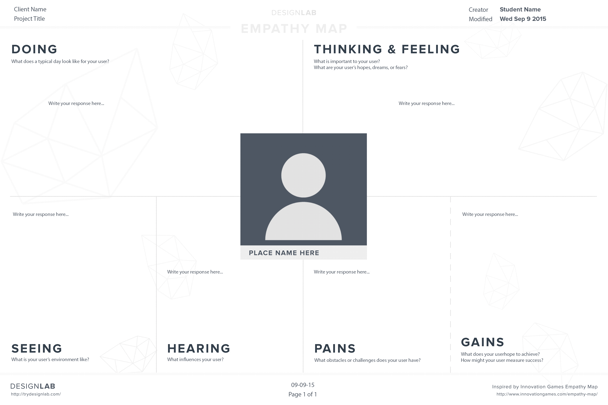 Client Name
Project Title
DESIGNLAB
EMPATHY MAP
Creator Student Name
Modified Wed Sep 9 2015
DOING
What does a typical day look like for your user?
Write your response here...
THINKING & FEELING
What is important to your user?
What are your user's hopes, dreams, or fears?
Write your response here...
PLACE NAME HERE
Write your response here...
SEEING
What is your user's environment like?
Write your response here...
HEARING
What influences your user?
Write your response here...
PAINS
What obstacles or challenges does your user have?
Write your response here...
GAINS
What does your userhope to achieve?
How might your user measure success?
DESIGNLAB
http://trydesignlab.com/
09-09-15
Page 1 of 1
Inspired by Innovation Games Empathy Map
http://www.innovationgames.com/empathy-map/